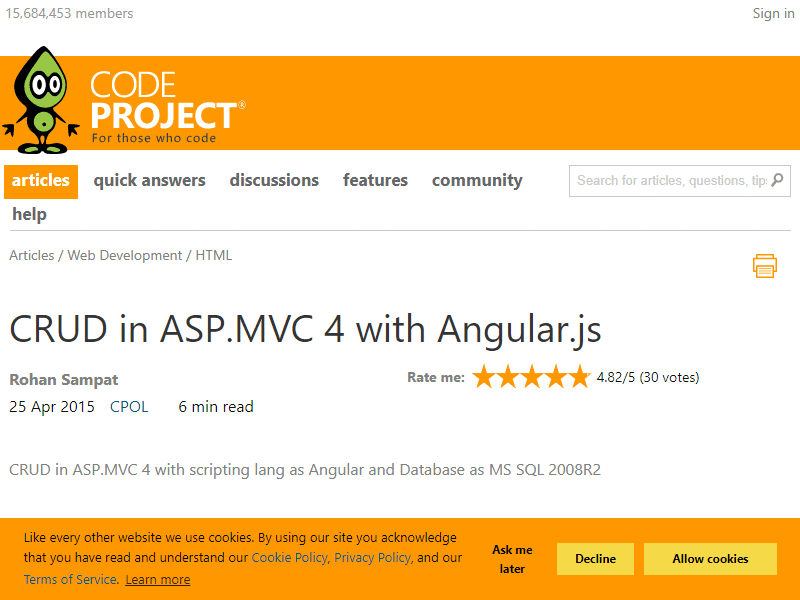 15,684,453 members
Sign in
CODE
PROJECT®
For those who code
articles quick answers discussions features community
Search for articles, questions, tips
help
Articles / Web Development / HTML
CRUD in ASP.MVC 4 with Angular.js
Rohan Sampat
Rate me: 4.82/5 (30 votes)
25 Apr 2015 CPOL 6 min read
CRUD in ASP.MVC 4 with scripting lang as Angular and Database as MS SQL 2008R2
Like every other website we use cookies. By using our site you acknowledge
that you have read and understand our Cookie Policy, Privacy Policy, and our
Terms of Service. Learn more
Ask me
later
Decline
Allow cookies